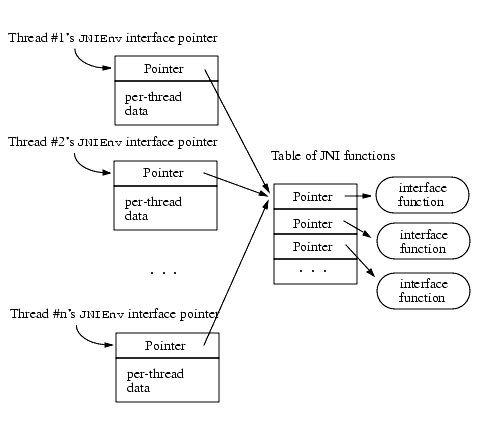 Thread #1's JNIEnv interface pointer
Pointer
per-thread
data
Thread #2's JNIEnv interface pointer
Pointer
per-thread
data
. . .
Thread #n's JNIEnv interface pointer
Pointer
per-thread
data
Table of JNI functions
Pointer
Pointer
Pointer
. . .
interface
function
interface
function
interface
function